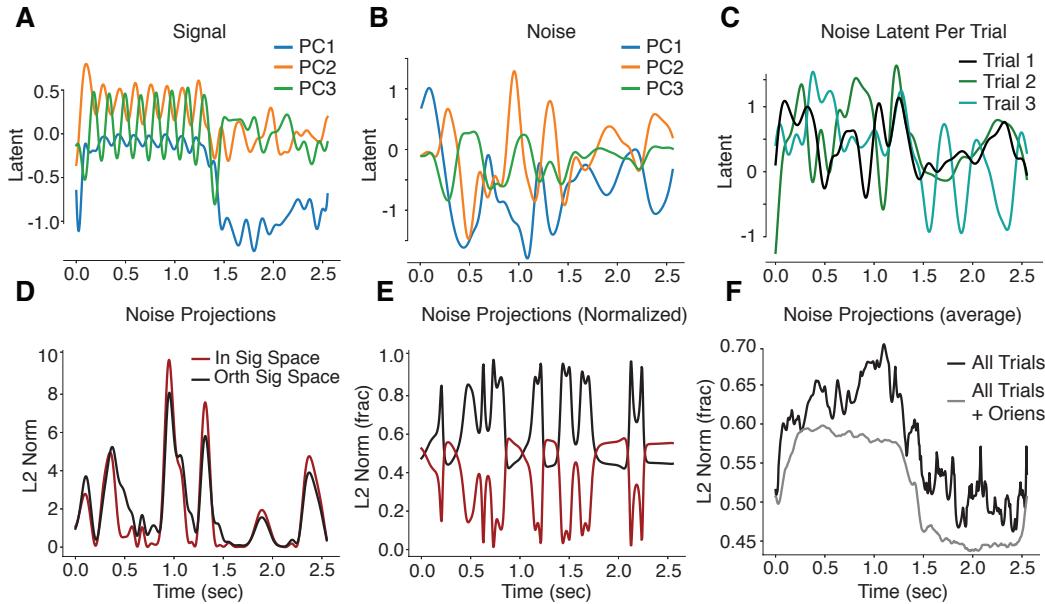 A
Signal
PC1
PC2
PC3
Latent
0.5
0.0
-0.5
-1.0
0.0 0.5 1.0 1.5 2.0 2.5
B
Noise
PC1
PC2
PC3
Latent
1
0
-1
0.0 0.5 1.0 1.5 2.0 2.5
C
Noise Latent Per Trial
Trial 1
Trial 2
Trail 3
Latent
1
0
-1
0.0 0.5 1.0 1.5 2.0 2.5
D
Noise Projections
In Sig Space
Orth Sig Space
L2 Norm
10
8
6
4
2
0
0.0 0.5 1.0 1.5 2.0 2.5
Time (sec)
E
Noise Projections (Normalized)
L2 Norm (frac)
1.0
0.8
0.6
0.4
0.2
0.0
0.0 0.5 1.0 1.5 2.0 2.5
Time (sec)
F
Noise Projections (average)
All Trials
All Trials
+ Oriens
L2 Norm (frac)
0.70
0.65
0.60
0.55
0.50
0.45
0.0 0.5 1.0 1.5 2.0 2.5
Time (sec)